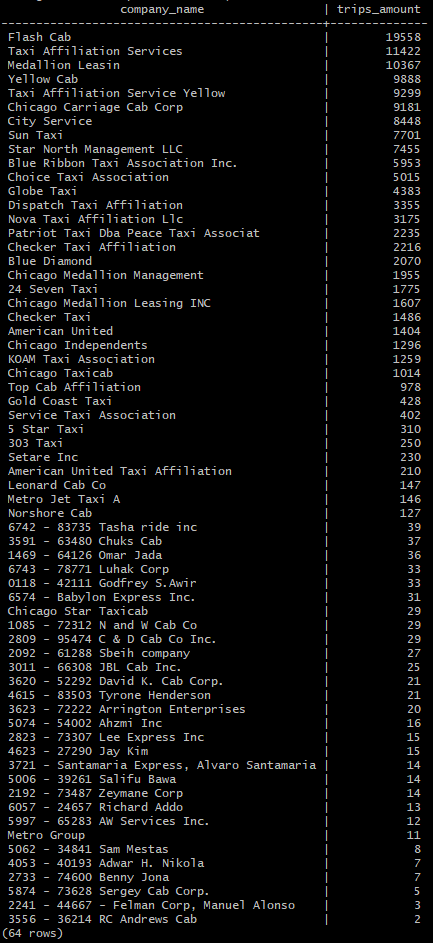 company_name | trips_amount
----------------------------------------------+--------------
Flash Cab | 19558
Taxi Affiliation Services | 11422
Medallion Leasin | 10367
Yellow Cab | 9888
Taxi Affiliation Service Yellow | 9299
Chicago Carriage Cab Corp | 9181
City Service | 8448
Sun Taxi | 7701
Star North Management LLC | 7455
Blue Ribbon Taxi Association Inc. | 5953
Choice Taxi Association | 5015
Globe Taxi | 4383
Dispatch Taxi Affiliation | 3355
Nova Taxi Affiliation Llc | 3175
Patriot Taxi Dba Peace Taxi Associat | 2235
Checker Taxi Affiliation | 2216
Blue Diamond | 2070
Chicago Medallion Management | 1955
24 Seven Taxi | 1775
Chicago Medallion Leasing INC | 1607
Checker Taxi | 1486
American United | 1404
Chicago Independents | 1296
KOAM Taxi Association | 1259
Chicago Taxicab | 1014
Top Cab Affiliation | 978
Gold Coast Taxi | 428
Service Taxi Association | 402
5 Star Taxi | 310
303 Taxi | 250
Setare Inc | 230
American United Taxi Affiliation | 210
Leonard Cab Co | 147
Metro Jet Taxi A | 146
Norshore Cab | 127
6742 - 83735 Tasha ride inc | 39
3591 - 63480 Chuks Cab | 37
1469 - 64126 Omar Jada | 36
6743 - 78771 Luhak Corp | 33
0118 - 42111 Godfrey S.Awir | 33
6574 - Babylon Express Inc. | 31
Chicago Star Taxicab | 29
1085 - 72312 N and W Cab Co | 29
2809 - 95474 C & D Cab Co Inc. | 29
2092 - 61288 Sbeih company | 27
3011 - 66308 JBL Cab Inc. | 25
3620 - 52292 David K. Cab Corp. | 21
4615 - 83503 Tyrone Henderson | 21
3623 - 72222 Arrington Enterprises | 20
5074 - 54002 Ahzmi Inc | 16
2823 - 73307 Lee Express Inc | 15
4623 - 27290 Jay Kim | 15
3721 - Santamaria Express, Alvaro Santamaria | 14
5006 - 39261 Salifu Bawa | 14
2192 - 73487 Zeymane Corp | 14
6057 - 24657 Richard Addo | 13
5997 - 65283 AW Services Inc. | 12
Metro Group | 11
5062 - 34841 Sam Mestas | 8
4053 - 40193 Adwar H. Nikola | 7
2733 - 74600 Benny Jona | 7
5874 - 73628 Sergey Cab Corp. | 5
2241 - 44667 - Felman Corp, Manuel Alonso | 3
3556 - 36214 RC Andrews Cab | 2
(64 rows)